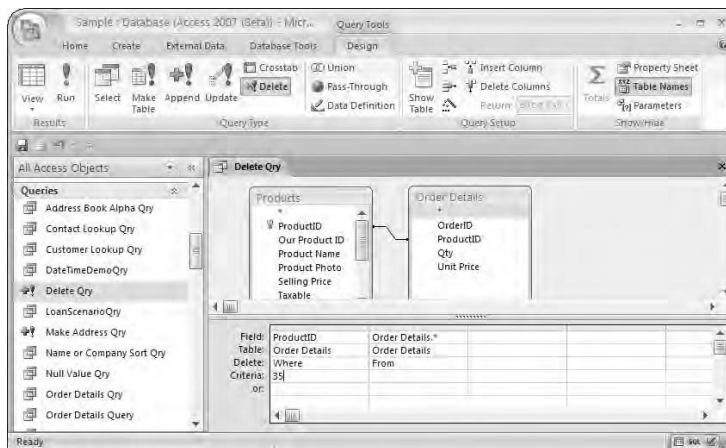 Sample : Database (Access 2007 (Beta)) - Micr... Query Tools
Home Create External Data Database Tools Design
View Run Select Make Table Append Update Crosstab Delete Union Pass-Through Data Definition Show Table Insert Column Delete Columns Return: Totals Property Sheet Table Names Parameters
Results Query Type Query Setup Show/Hide
All Access Objects
Queries
Address Book Alpha Qry
Contact Lookup Qry
Customer Lookup Qry
DateTimeDemoQry
Delete Qry
LoanScenarioQry
Make Address Qry
Name or Company Sort Qry
Null Value Qry
Order Details Qry
Order Details Query
Delete Qry
Products
*
ProductID
Our Product ID
Product Name
Product Photo
Selling Price
Taxable
Order Details
*
OrderID
ProductID
Qty
Unit Price
Field: ProductID Order Details.*
Table: Order Details Order Details
Delete: Where From
Criteria: 35
or:
Ready SQL